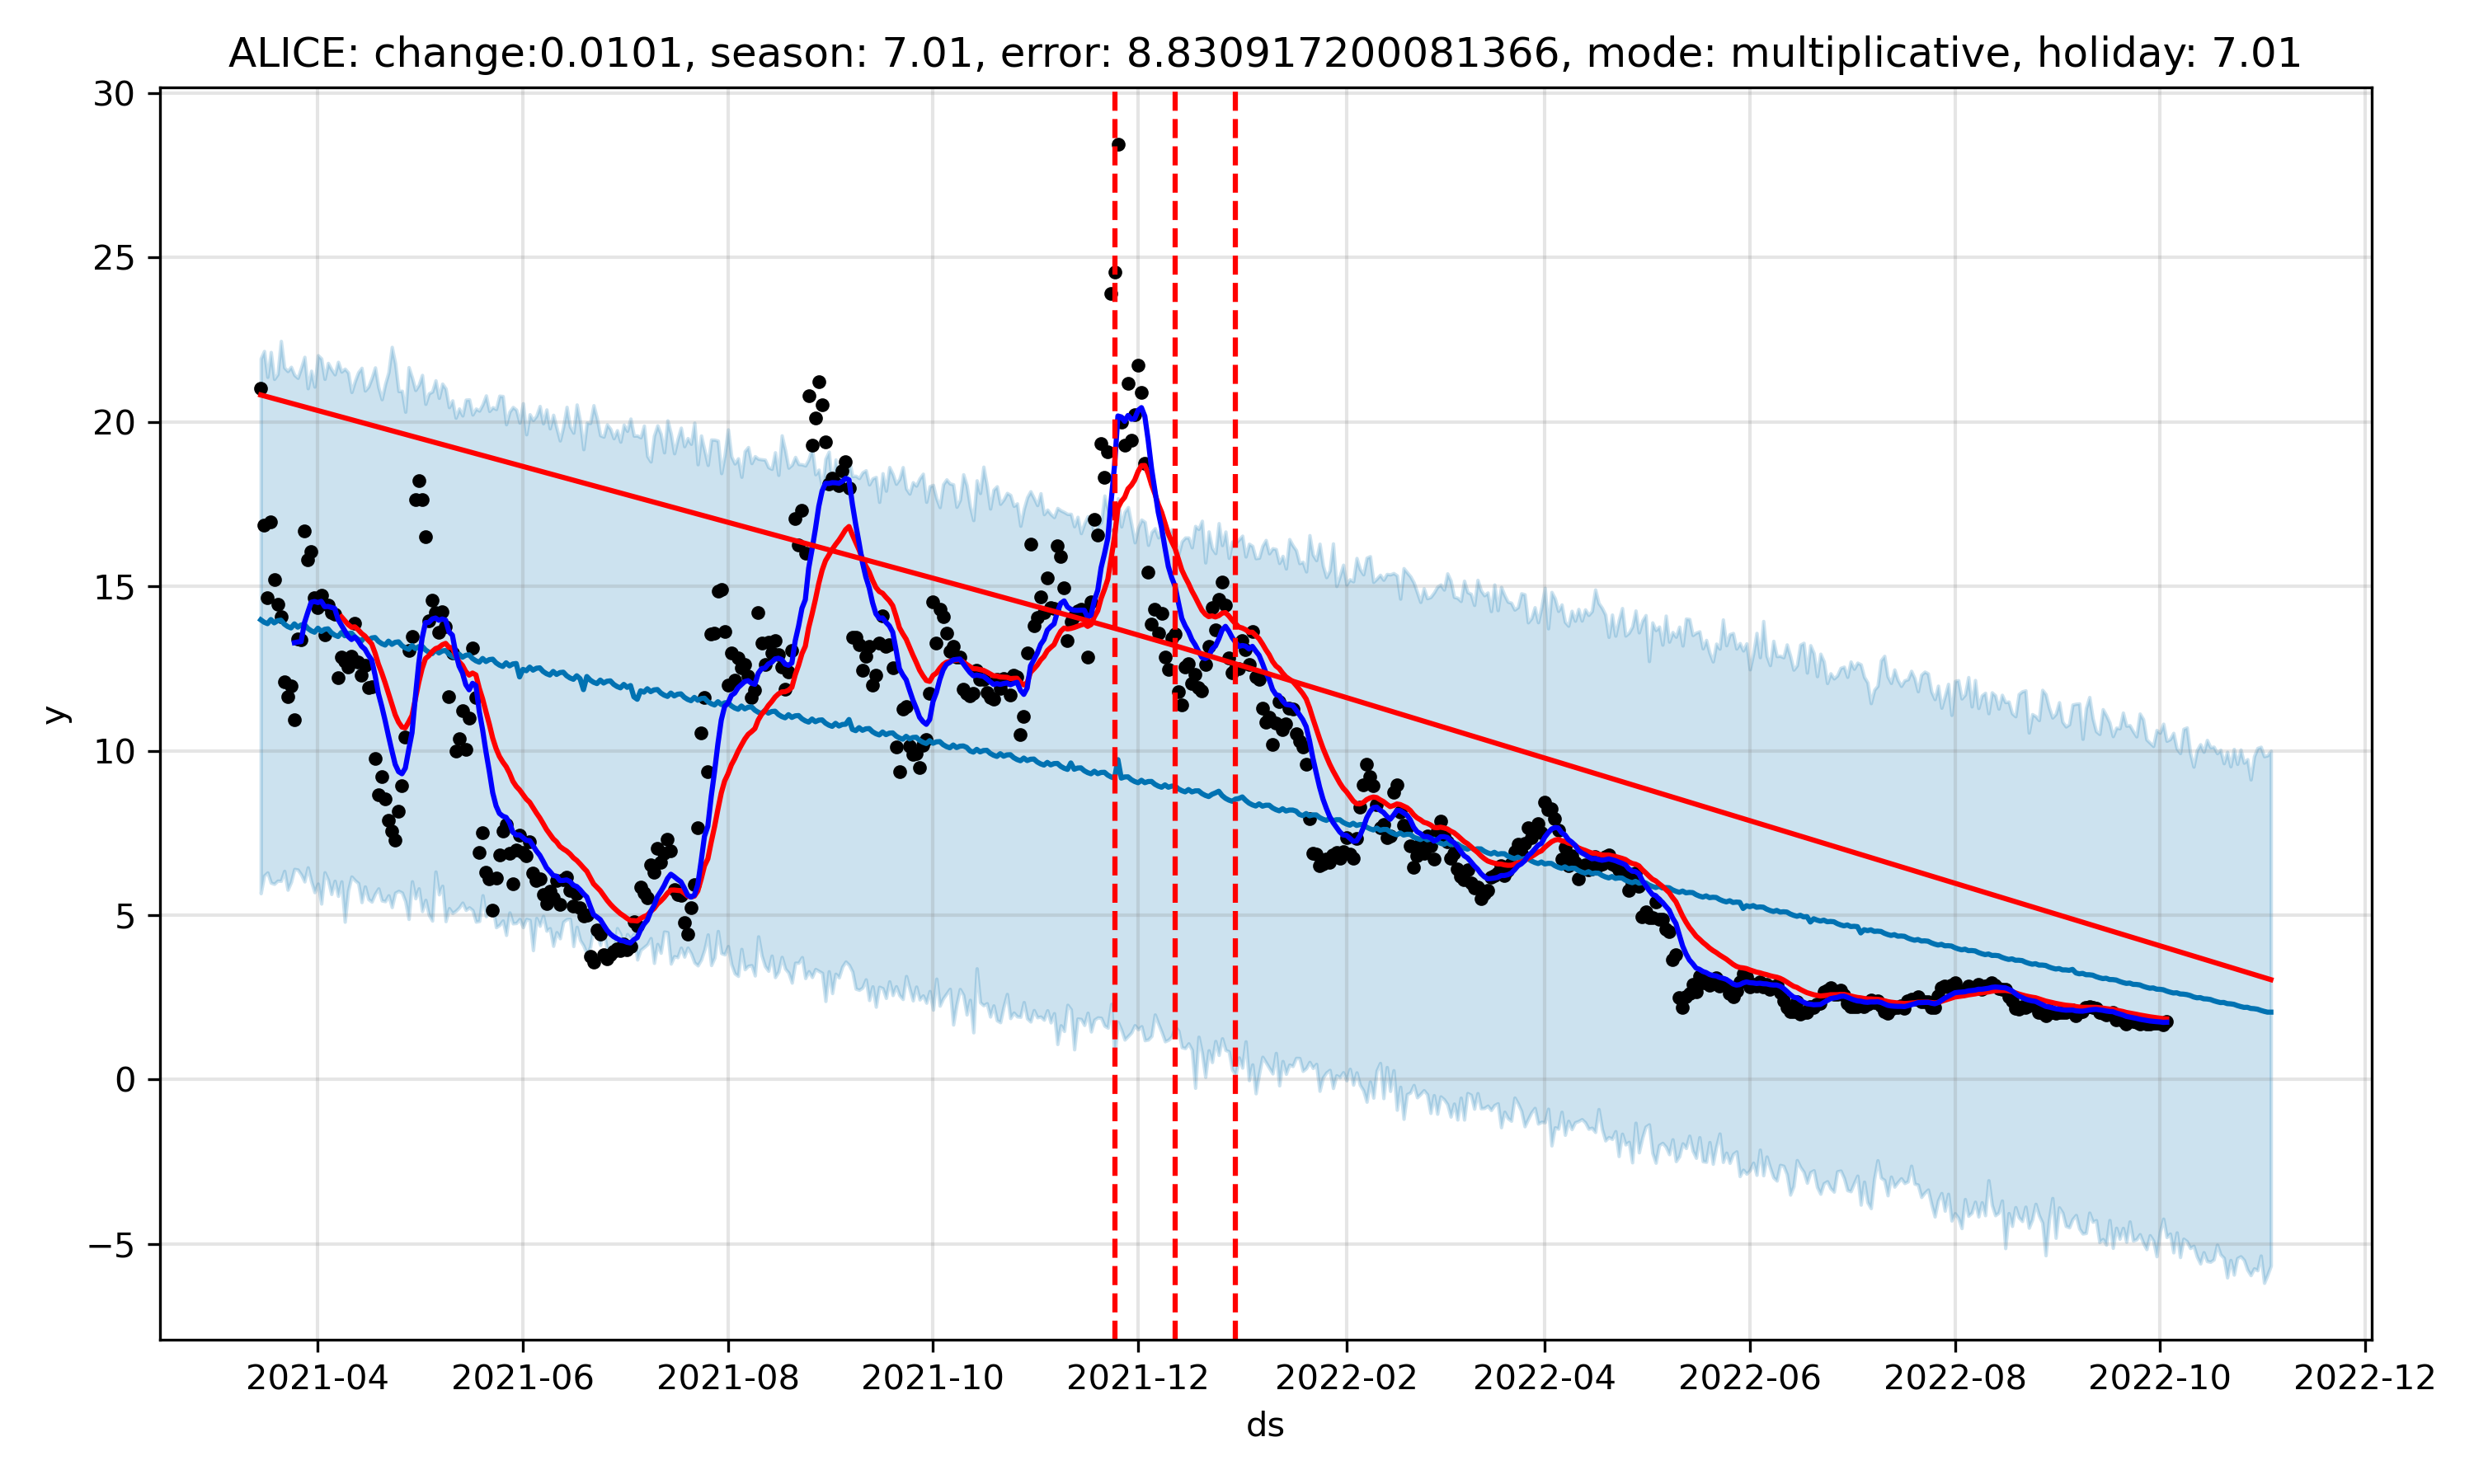 ALICE: change:0.0101, season: 7.01, error: 8.830917200081366, mode: multiplicative, holiday: 7.01
30
25
20
15
10
5
0
−5
y
2021-04 2021-06 2021-08 2021-10 2021-12 2022-02 2022-04 2022-06 2022-08 2022-10 2022-12
ds